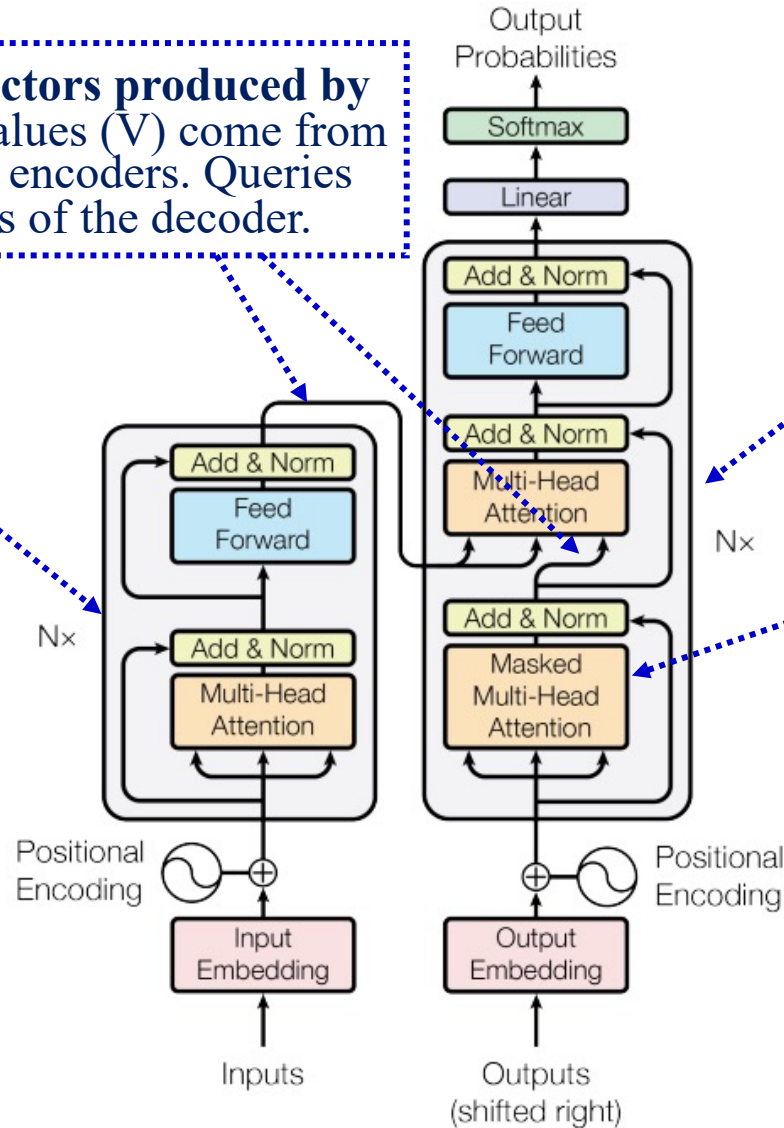 Output
Probabilities
ctors produced by
alues (V) come from
encoders. Queries
s of the decoder.
Softmax
Linear
Add & Norm
Feed
Forward
Add & Norm
Multi-Head
Attention
Nx
Add & Norm
Masked
Multi-Head
Attention
Add & Norm
Feed
Forward
Nx
Add & Norm
Multi-Head
Attention
Positional
Encoding
Positional
Encoding
Input
Embedding
Output
Embedding
Inputs
Outputs
(shifted right)